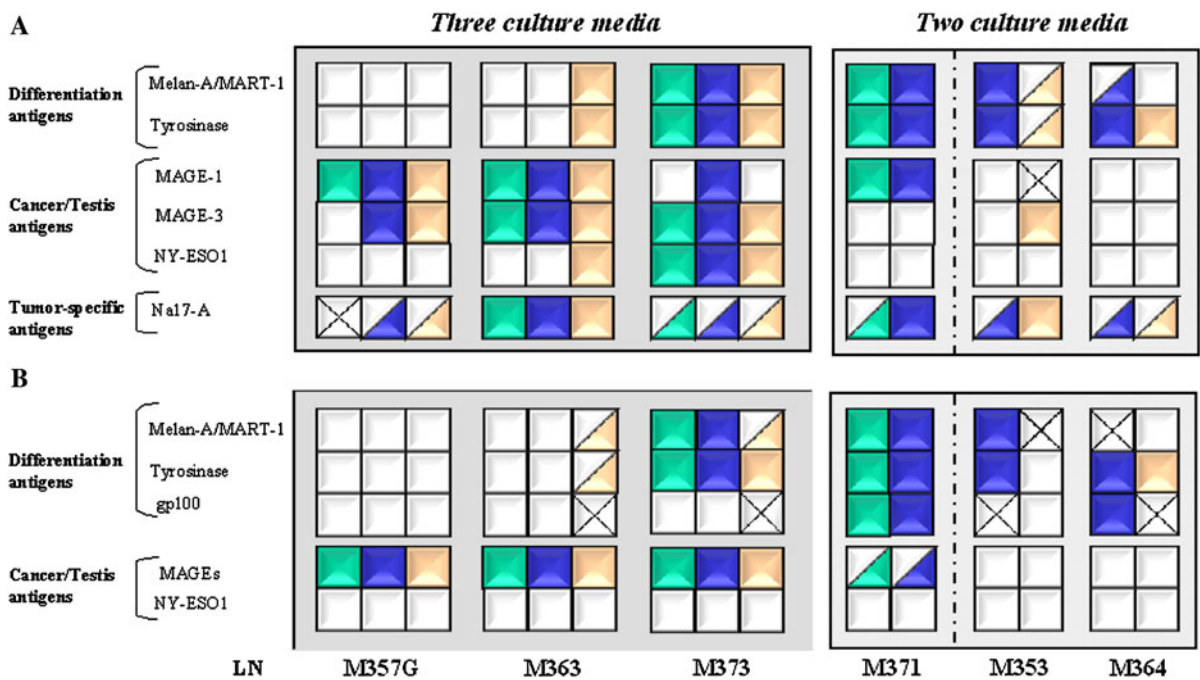 A
Three culture media
Two culture media
Differentiation
antigens
Melan-A/MART-1
Tyrosinase
Cancer/Testis
antigens
MAGE-1
MAGE-3
NY-ESO1
Tumor-specific
antigens
Na17-A
B
Differentiation
antigens
Melan-A/MART-1
Tyrosinase
gp100
Cancer/Testis
antigens
MAGEs
NY-ESO1
LN M357G M363 M373 M371 M353 M364